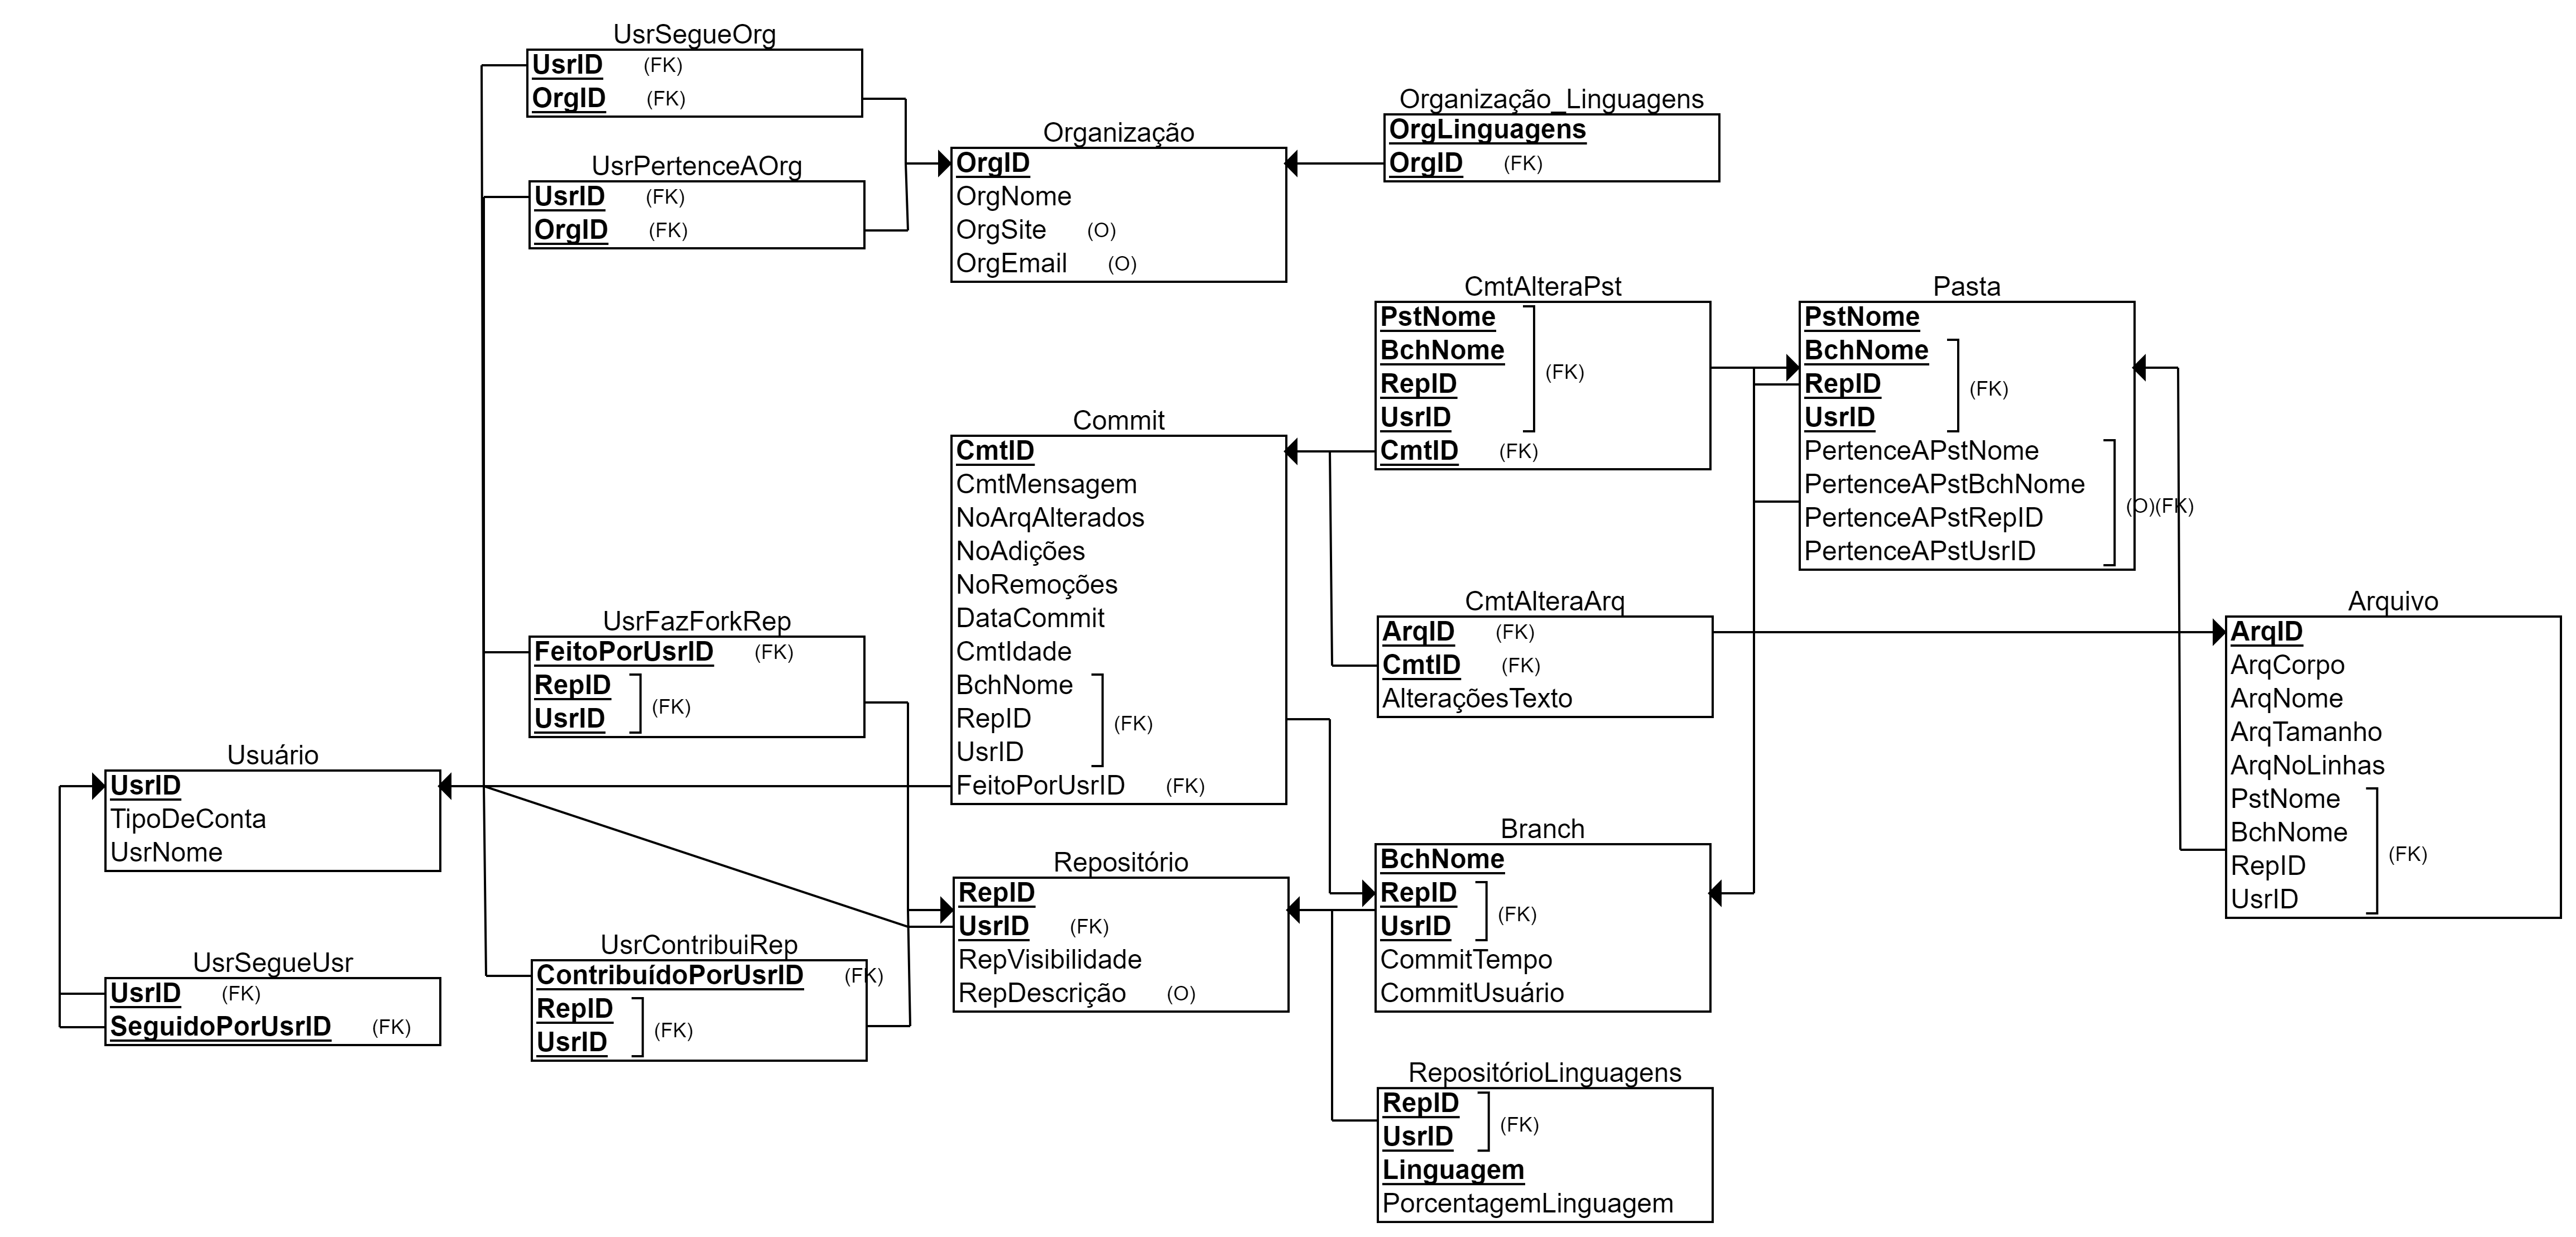 UsrSegueOrg
UsrID (FK)
OrgID (FK)
UsrPertenceAOrg
UsrID (FK)
OrgID (FK)
Organização
OrgID
OrgNome
OrgSite (O)
OrgEmail (O)
Organização_Linguagens
OrgLinguagens
OrgID (FK)
CmtAlteraPst
PstNome
BchNome
RepID
UsrID
(FK)
CmtID (FK)
Pasta
PstNome
BchNome
RepID
UsrID
(FK)
PertenceAPstNome
PertenceAPstBchNome
PertenceAPstRepID
PertenceAPstUsrID
(O)(FK)
Commit
CmtID
CmtMensagem
NoArqAlterados
NoAdições
NoRemoções
DataCommit
CmtIdade
BchNome
RepID
UsrID
(FK)
FeitoPorUsrID (FK)
CmtAlteraArq
ArqID (FK)
CmtID (FK)
AlteraçõesTexto
Arquivo
ArqID
ArqCorpo
ArqNome
ArqTamanho
ArqNoLinhas
PstNome
BchNome
RepID
UsrID
(FK)
UsrFazForkRep
FeitoPorUsrID (FK)
RepID
UsrID
(FK)
Usuário
UsrID
TipoDeConta
UsrNome
UsrSegueUsr
UsrID (FK)
SeguidoPorUsrID (FK)
UsrContribuiRep
ContribuídoPorUsrID (FK)
RepID
UsrID
(FK)
Repositório
RepID
UsrID (FK)
RepVisibilidade
RepDescrição (O)
Branch
BchNome
RepID
UsrID
(FK)
CommitTempo
CommitUsuário
RepositórioLinguagens
RepID
UsrID
(FK)
Linguagem
PorcentagemLinguagem